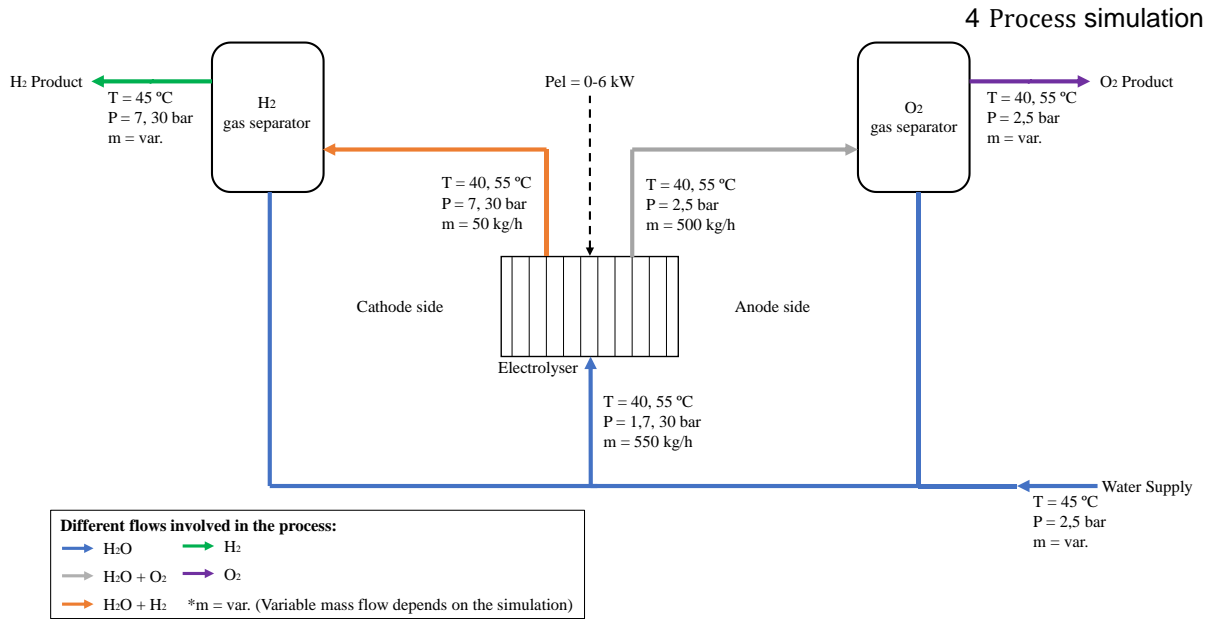 4 Process simulation
H2 Product
T = 45 ºC
P = 7, 30 bar
m = var.
H2
gas separator
Pel = 0-6 kW
O2
gas separator
O2 Product
T = 40, 55 ºC
P = 2,5 bar
m = var.
T = 40, 55 ºC
P = 7, 30 bar
m = 50 kg/h
T = 40, 55 ºC
P = 2,5 bar
m = 500 kg/h
Cathode side
Anode side
Electrolyser
T = 40, 55 ºC
P = 1,7, 30 bar
m = 550 kg/h
Water Supply
T = 45 ºC
P = 2,5 bar
m = var.
Different flows involved in the process:
H2O
H2
H2O + O2
O2
H2O + H2
*m = var. (Variable mass flow depends on the simulation)